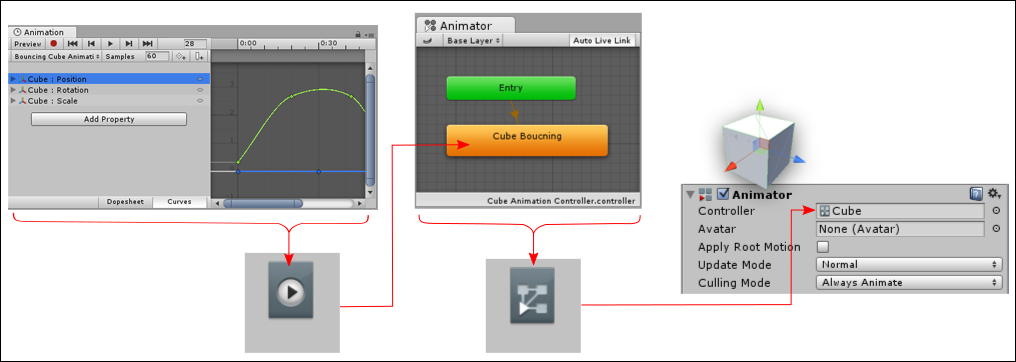 Animation
Preview 28 0:00 0:30
Bouncing Cube Animati Samples 60
Cube : Position
Cube : Rotation
Cube : Scale
Add Property
Dopesheet Curves
Animator
Base Layer Auto Live Link
Entry
Cube Boucning
Cube Animation Controller.controller
Animator
Controller Cube
Avatar None (Avatar)
Apply Root Motion
Update Mode Normal
Culling Mode Always Animate